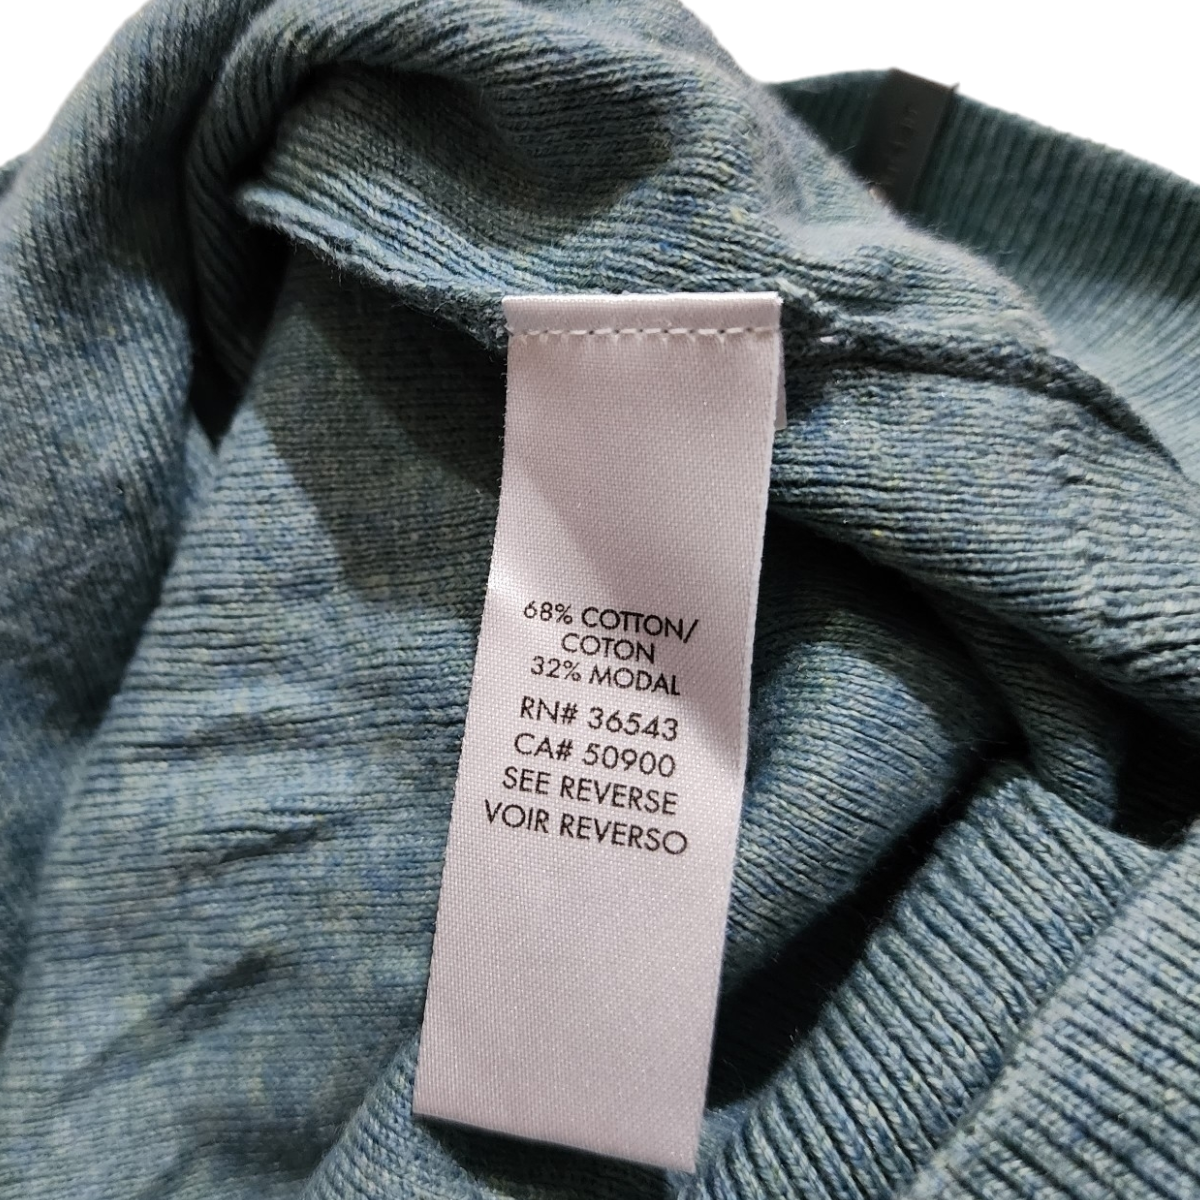 68% COTTON/
COTON
32% MODAL
RN# 36543
CA# 50900
SEE REVERSE
VOIR REVERSO